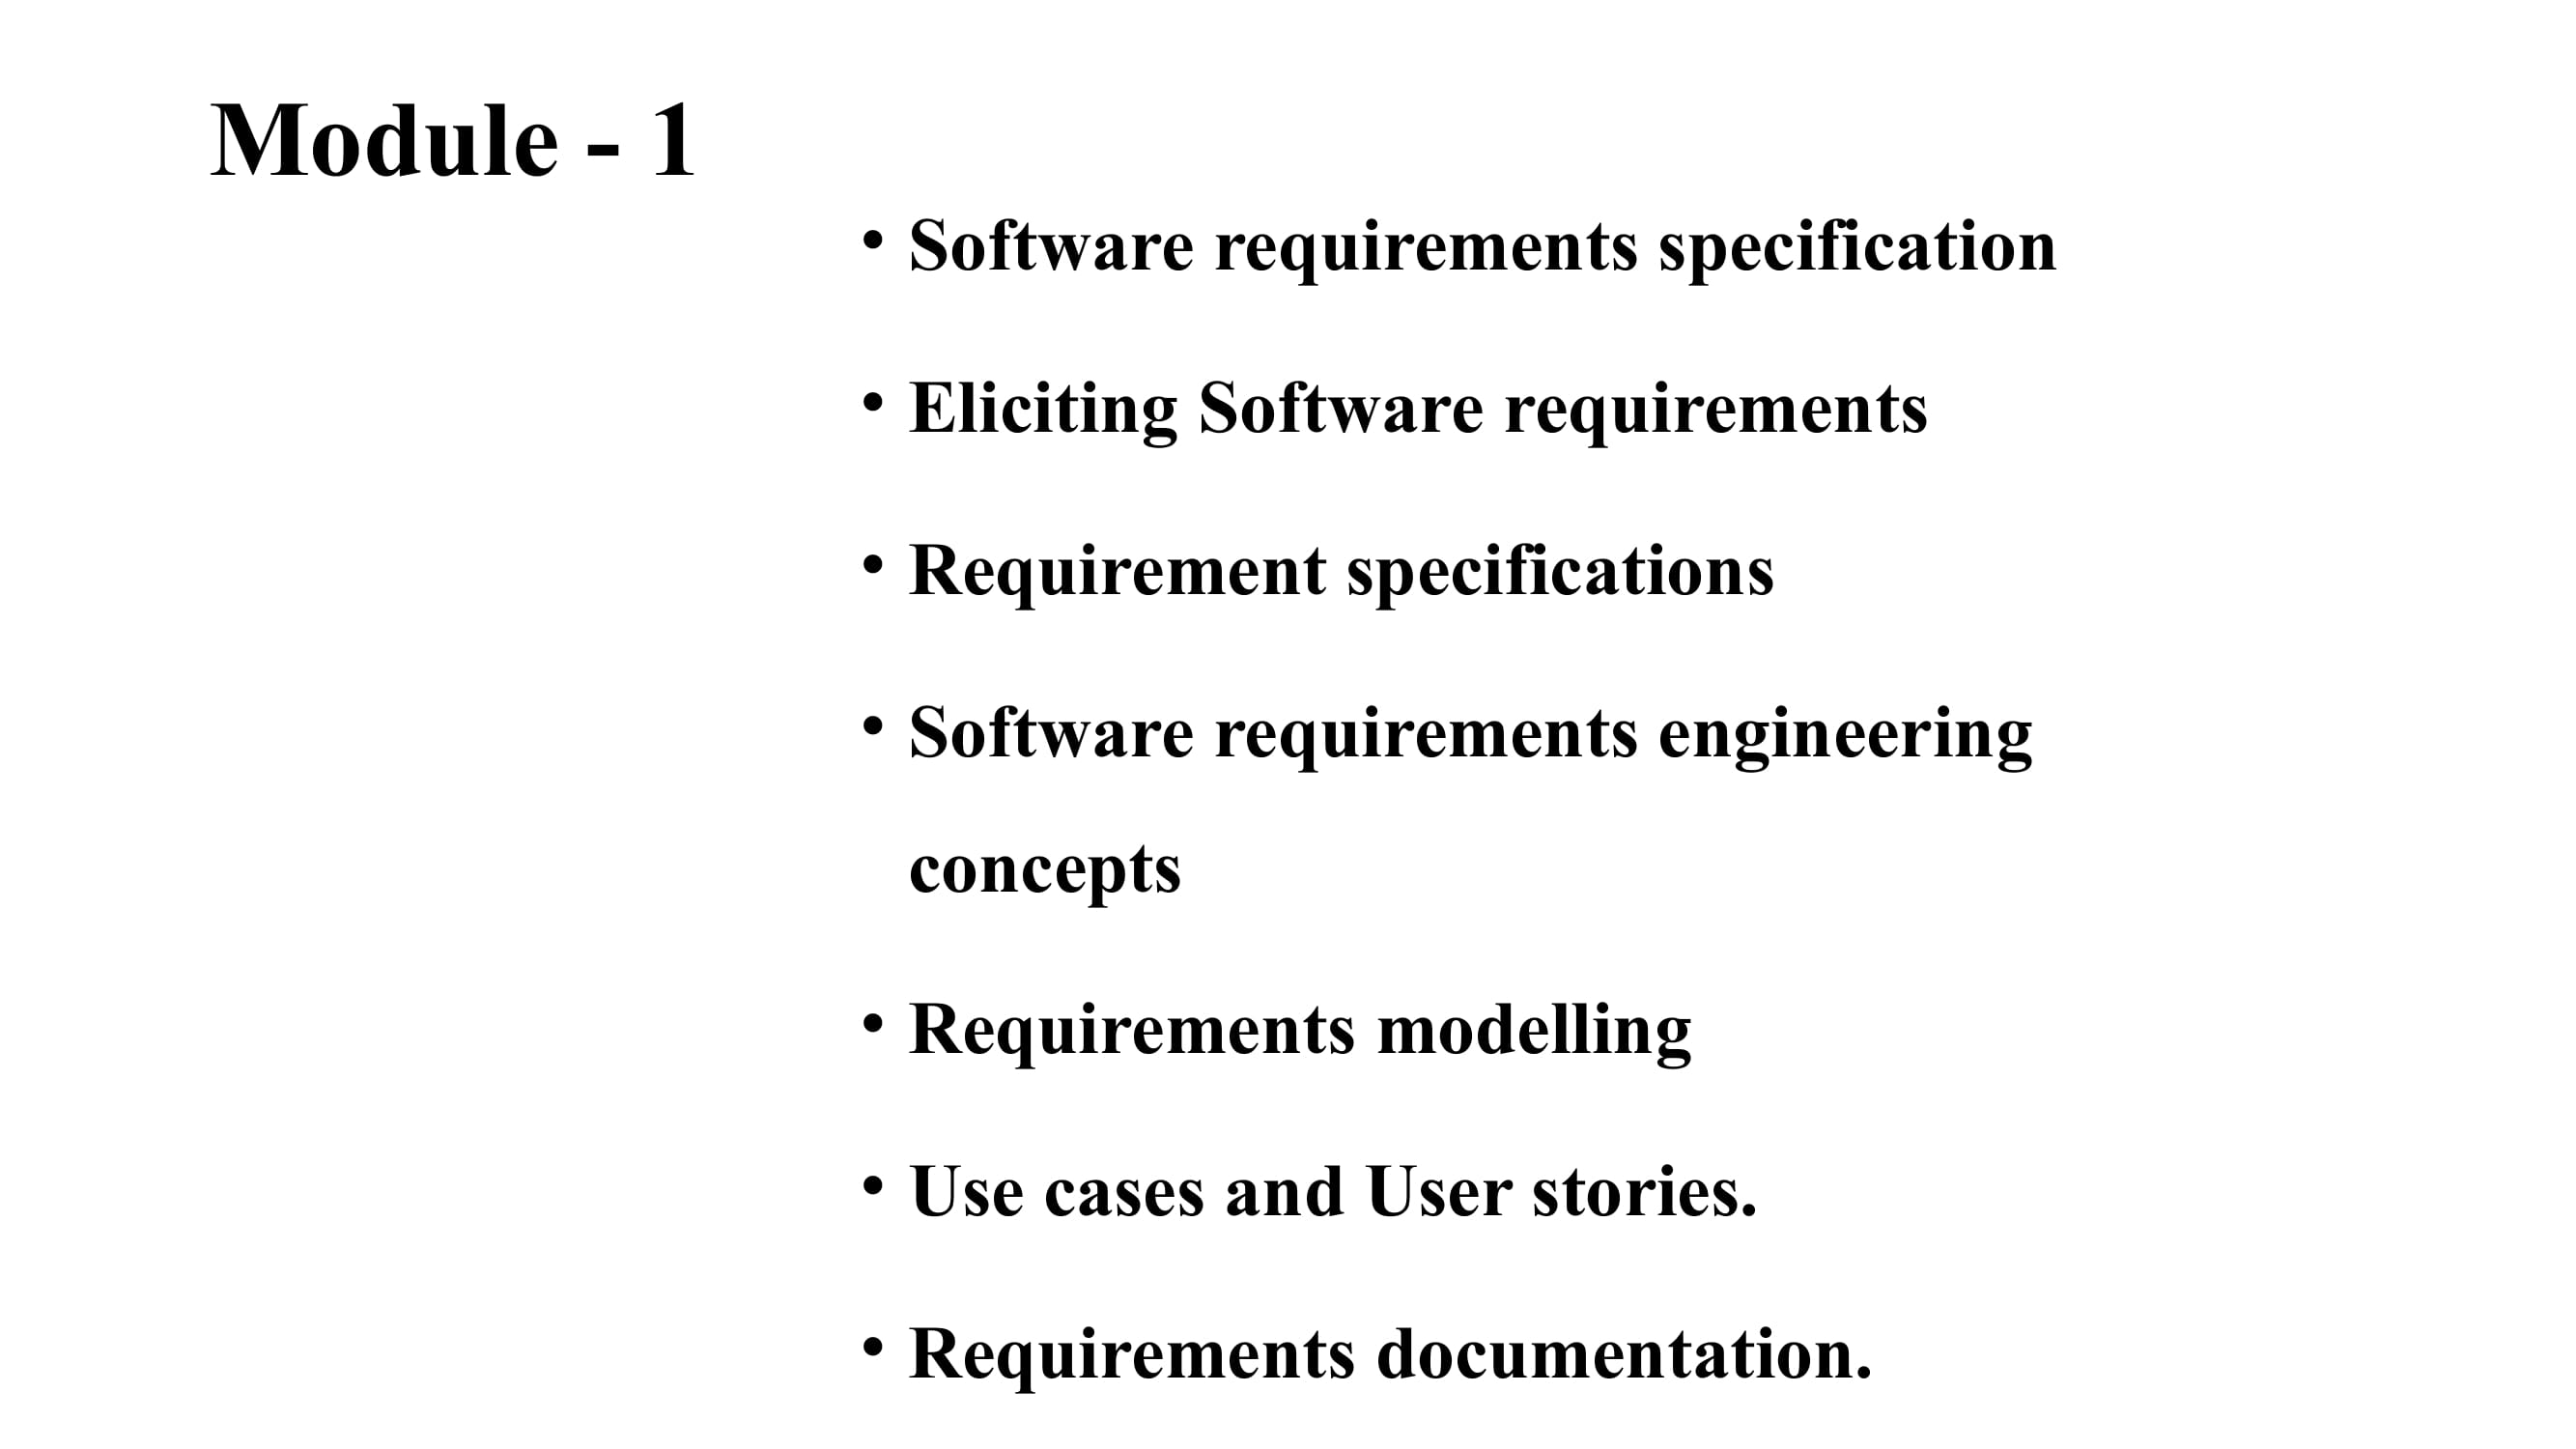 Module - 1
• Software requirements specification
• Eliciting Software requirements
• Requirement specifications
• Software requirements engineering
concepts
• Requirements modelling
• Use cases and User stories.
• Requirements documentation.